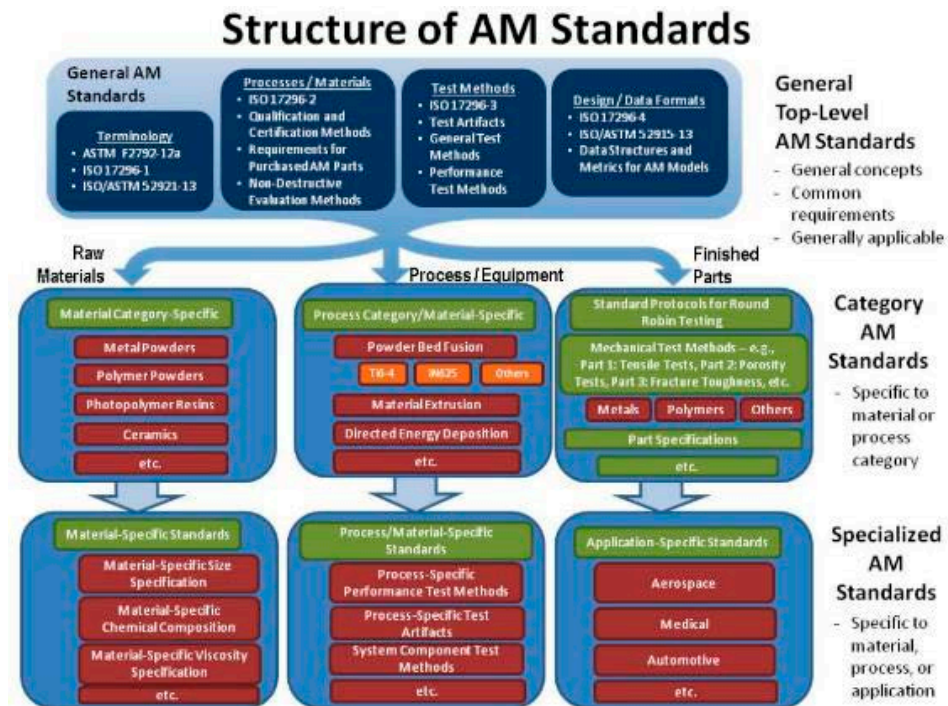 Structure of AM Standards
General AM
Standards
Terminology
• ASTM F2792-12a
• ISO 17296-1
• ISO/ASTM 52921-13
Processes / Materials
• ISO 17296-2
• Qualification and
Certification Methods
• Requirements for
Purchased AM Parts
• Non-Destructive
Evaluation Methods
Test Methods
• ISO 17296-3
• Test Artifacts
• General Test
Methods
• Performance
Test Methods
Design / Data Formats
• ISO 17296-4
• ISO/ASTM 52915-13
• Data Structures and
Metrics for AM Models
General
Top-Level
AM Standards
- General concepts
- Common
requirements
- Generally applicable
Raw
Materials
Process / Equipment
Finished
Parts
Material Category-Specific
Metal Powders
Polymer Powders
Photopolymer Resins
Ceramics
etc.
Process Category/Material-Specific
Powder Bed Fusion
Ti6-4
IN625
Others
Material Extrusion
Directed Energy Deposition
etc.
Standard Protocols for Round
Robin Testing
Mechanical Test Methods – e.g.,
Part 1: Tensile Tests, Part 2: Porosity
Tests, Part 3: Fracture Toughness, etc.
Metals
Polymers
Others
Part Specifications
etc.
Category
AM
Standards
- Specific to
material or
process
category
Material-Specific Standards
Material-Specific Size
Specification
Material-Specific
Chemical Composition
Material-Specific Viscosity
Specification
etc.
Process/Material-Specific
Standards
Process-Specific
Performance Test Methods
Process-Specific Test
Artifacts
System Component Test
Methods
etc.
Application-Specific Standards
Aerospace
Medical
Automotive
etc.
Specialized
AM
Standards
- Specific to
material,
process, or
application